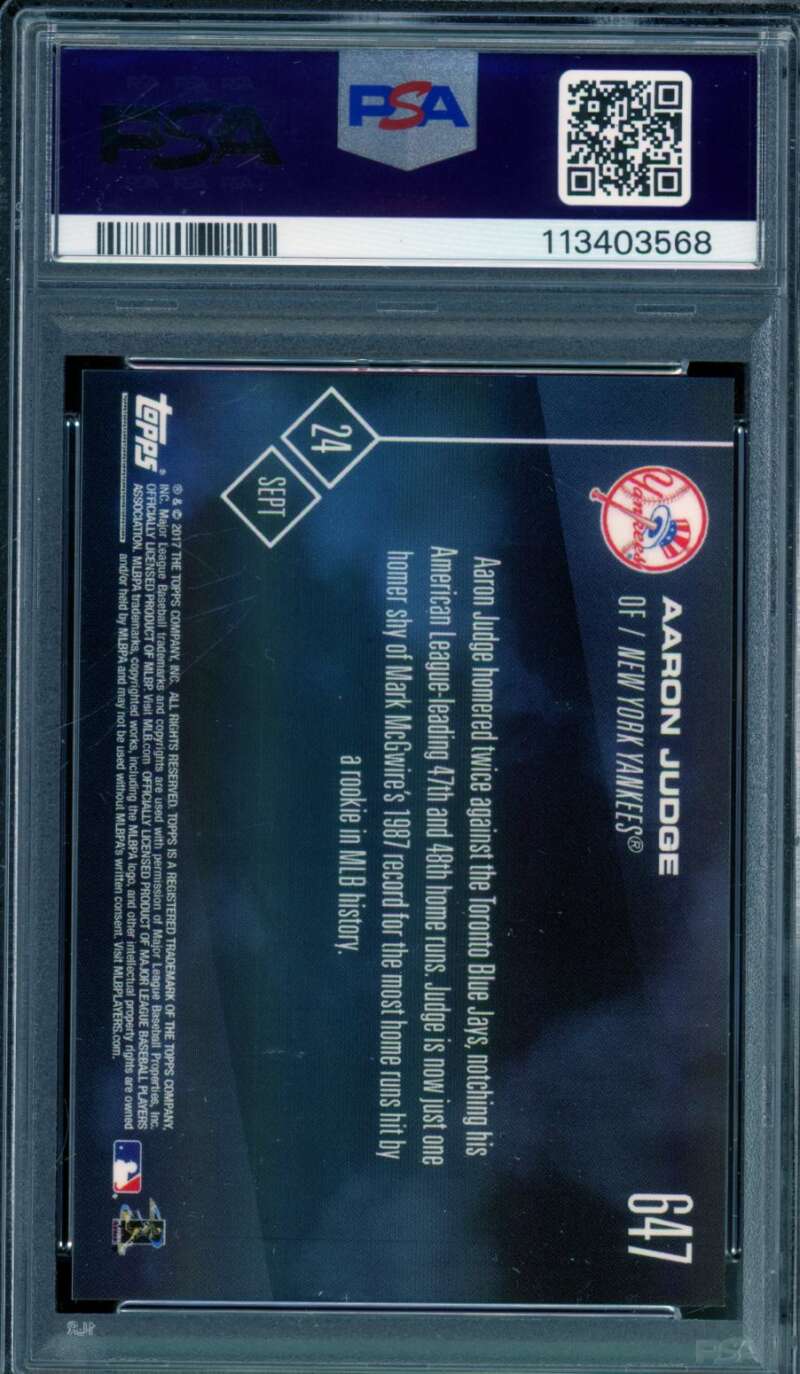 PSA
PSA
113403568
AARON JUDGE
OF / NEW YORK YANKEES®
647
Yankees
24
SEPT
Aaron Judge homered twice against the Toronto Blue Jays, notching his
American League-leading 47th and 48th home runs. Judge is now just one
homer shy of Mark McGwire's 1987 record for the most home runs hit by
a rookie in MLB history.
topps®
® & © 2017 THE TOPPS COMPANY, INC. ALL RIGHTS RESERVED. TOPPS IS A REGISTERED TRADEMARK OF THE TOPPS COMPANY,
INC. Major League Baseball trademarks and copyrights are used with permission of Major League Baseball Properties, Inc.
OFFICIALLY LICENSED PRODUCT OF MLBP. Visit MLB.com OFFICIALLY LICENSED PRODUCT OF MAJOR LEAGUE BASEBALL PLAYERS
ASSOCIATION. MLBPA trademarks, copyrighted works, including the MLBPA logo, and other intellectual property rights are owned
and/or held by MLBPA and may not be used without MLBPA's written consent. Visit MLBPLAYERS.com.
PSA